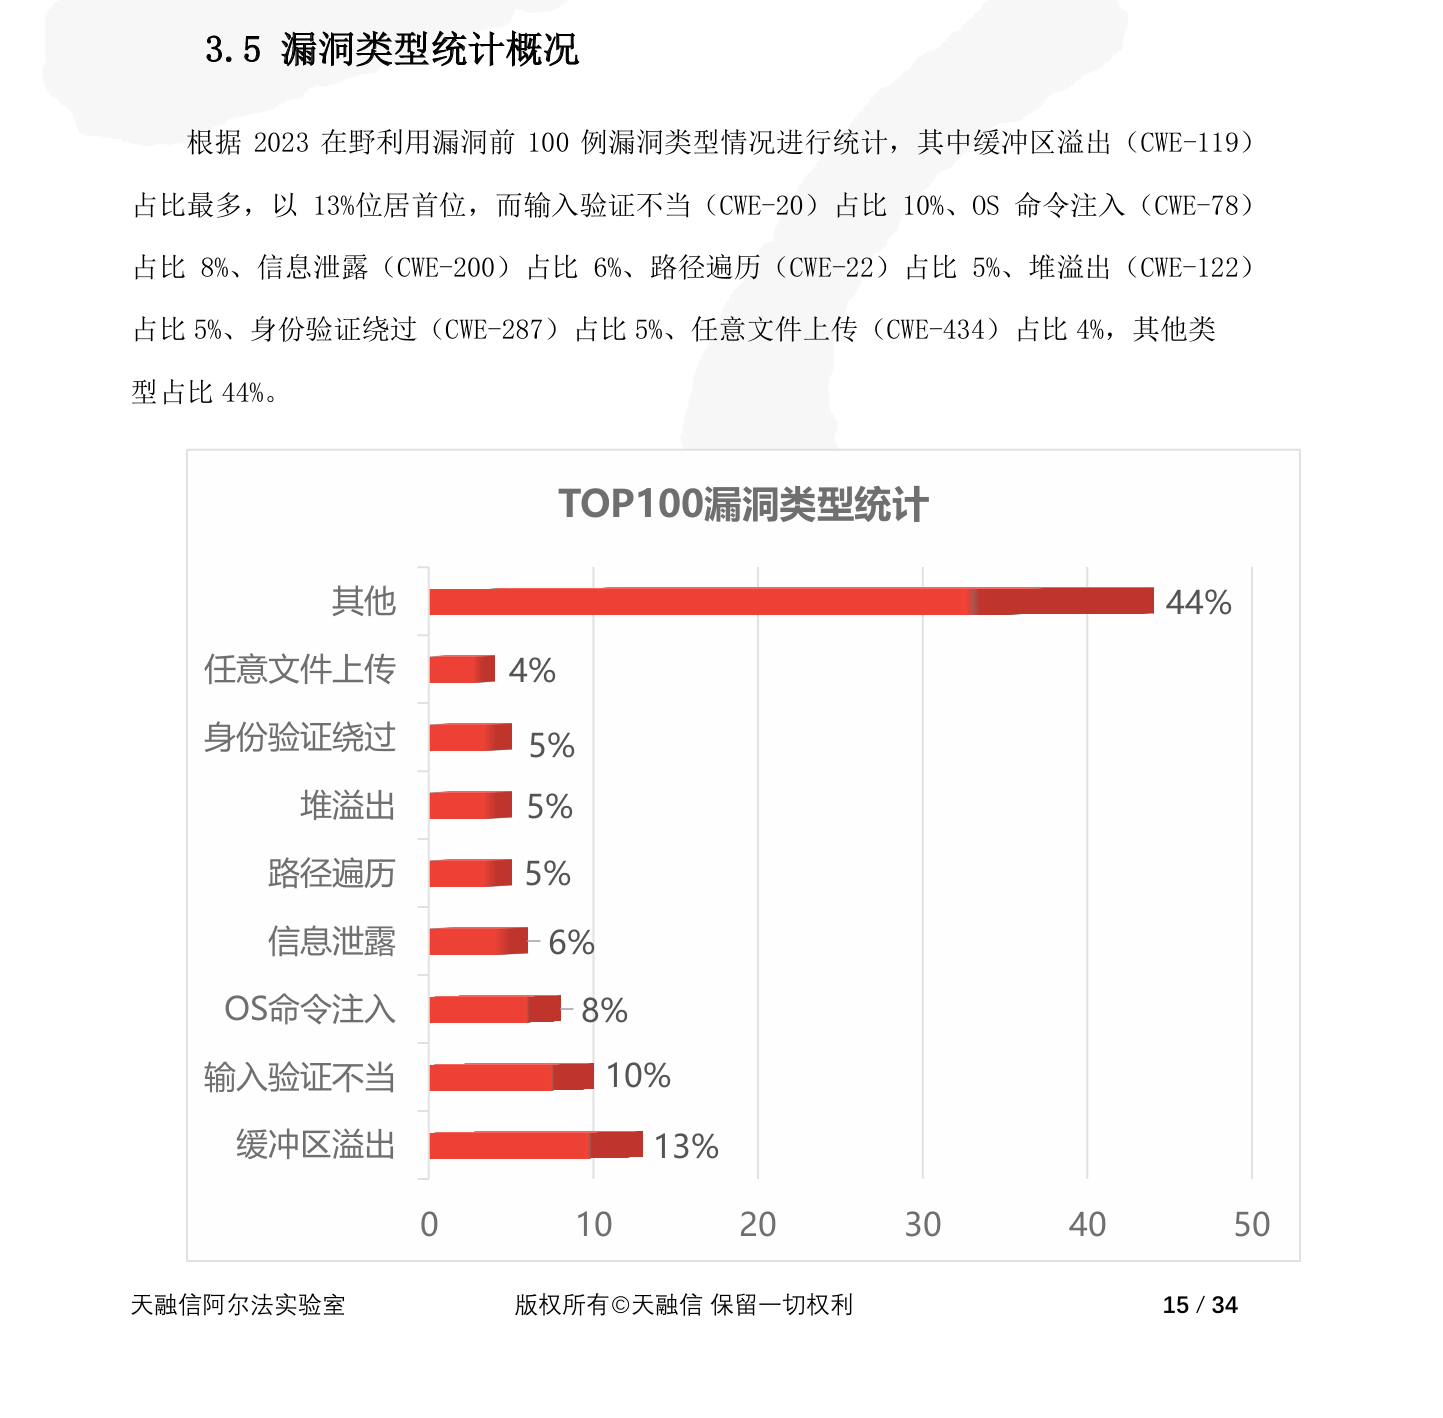 3.5 漏洞类型统计概况
根据 2023 在野利用漏洞前 100 例漏洞类型情况进行统计，其中缓冲区溢出（CWE-119）
占比最多，以 13%位居首位，而输入验证不当（CWE-20）占比 10%、OS 命令注入（CWE-78）
占比 8%、信息泄露（CWE-200）占比 6%、路径遍历（CWE-22）占比 5%、堆溢出（CWE-122）
占比 5%、身份验证绕过（CWE-287）占比 5%、任意文件上传（CWE-434）占比 4%，其他类
型占比 44%。
TOP100漏洞类型统计
其他 44%
任意文件上传 4%
身份验证绕过 5%
堆溢出 5%
路径遍历 5%
信息泄露 6%
OS命令注入 8%
输入验证不当 10%
缓冲区溢出 13%
0 10 20 30 40 50
天融信阿尔法实验室 版权所有©天融信 保留一切权利 15 / 34